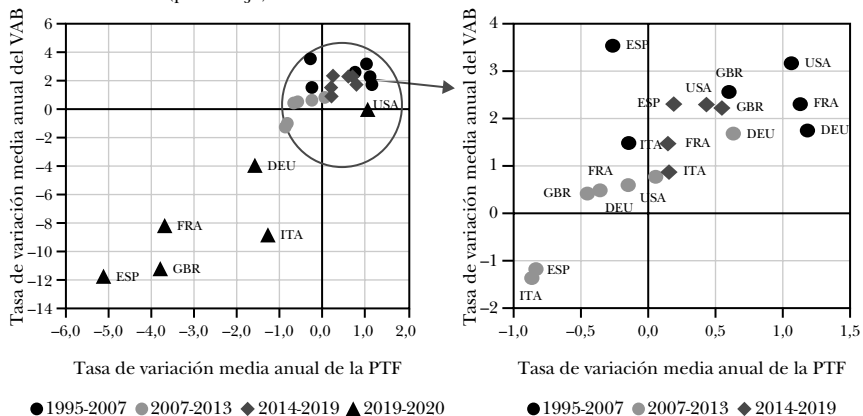 Tasa de variación media anual del VAB
6
4
2
0
−2
−4
−6
−8
−10
−12
−14
−6,0 −5,0 −4,0 −3,0 −2,0 −1,0 0,0 1,0 2,0
USA
DEU
FRA
ITA
ESP
GBR
Tasa de variación media anual de la PTF
1995-2007 2007-2013 2014-2019 2019-2020
Tasa de variación media anual del VAB
4
3
2
1
0
−1
−2
−1,0 −0,5 0,0 0,5 1,0 1,5
ESP
USA
GBR
USA
ESP
GBR
FRA
DEU
DEU
ITA
FRA
FRA
ITA
GBR
DEU
USA
ESP
ITA
Tasa de variación media anual de la PTF
1995-2007 2007-2013 2014-2019